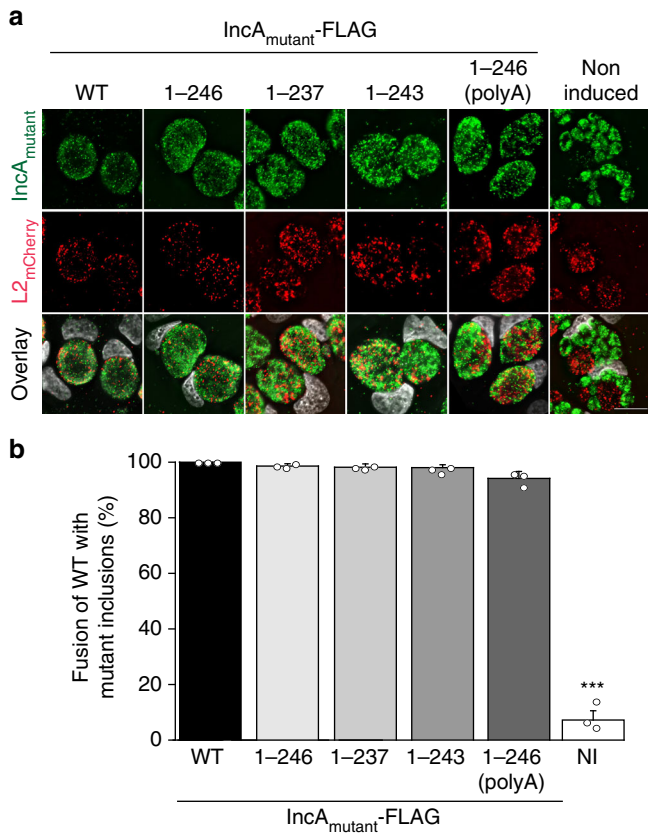 a
IncAmutant-FLAG
WT 1–246 1–237 1–243 1–246 (polyA) Non induced
IncAmutant
L2mCherry
Overlay
b
Fusion of WT with mutant inclusions (%)
100
80
60
40
20
0
***
WT 1–246 1–237 1–243 1–246 (polyA) NI
IncAmutant-FLAG